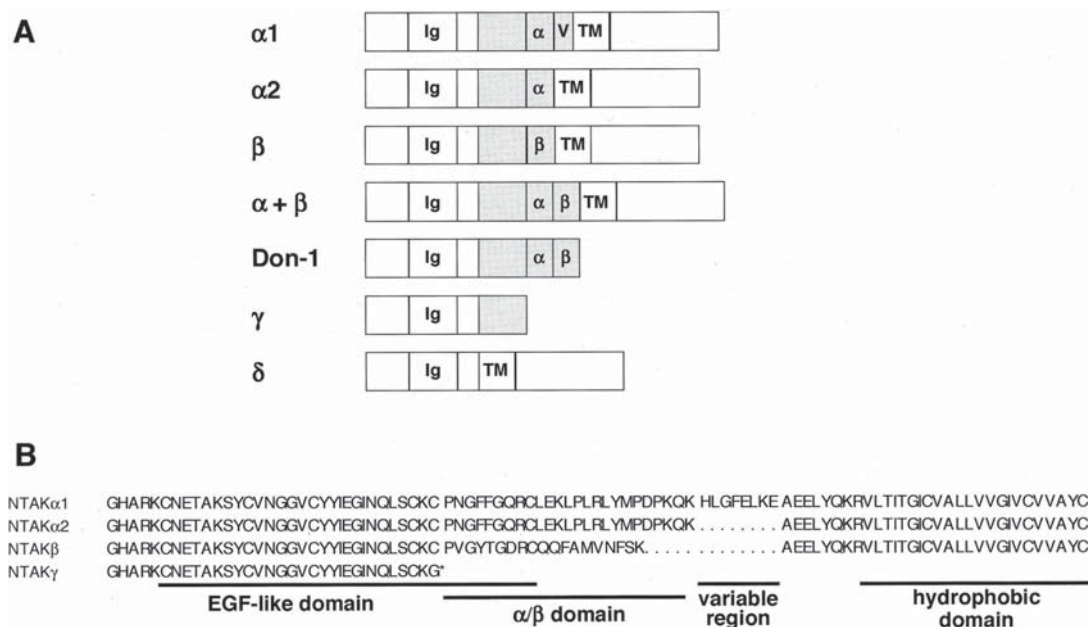 A
α1 Ig α V TM
α2 Ig α TM
β Ig β TM
α + β Ig α β TM
Don-1 Ig α β
γ Ig
δ Ig TM
B
NTAKα1 GHARKCNETAKSYCVNGGVCYYIEGINQLSCKC PNGFFGQRCLEKLPLRLYMPDPKQK HLGFELKE AEELYQKRVLTITGICVALLVVGIVCVVAYC
NTAKα2 GHARKCNETAKSYCVNGGVCYYIEGINQLSCKC PNGFFGQRCLEKLPLRLYMPDPKQK ........ AEELYQKRVLTITGICVALLVVGIVCVVAYC
NTAKβ GHARKCNETAKSYCVNGGVCYYIEGINQLSCKC PVGYTGDRCQQFAMVNFSK............... AEELYQKRVLTITGICVALLVVGIVCVVAYC
NTAKγ GHARKCNETAKSYCVNGGVCYYIEGINQLSCKG*
EGF-like domain
α/β domain
variable region
hydrophobic domain